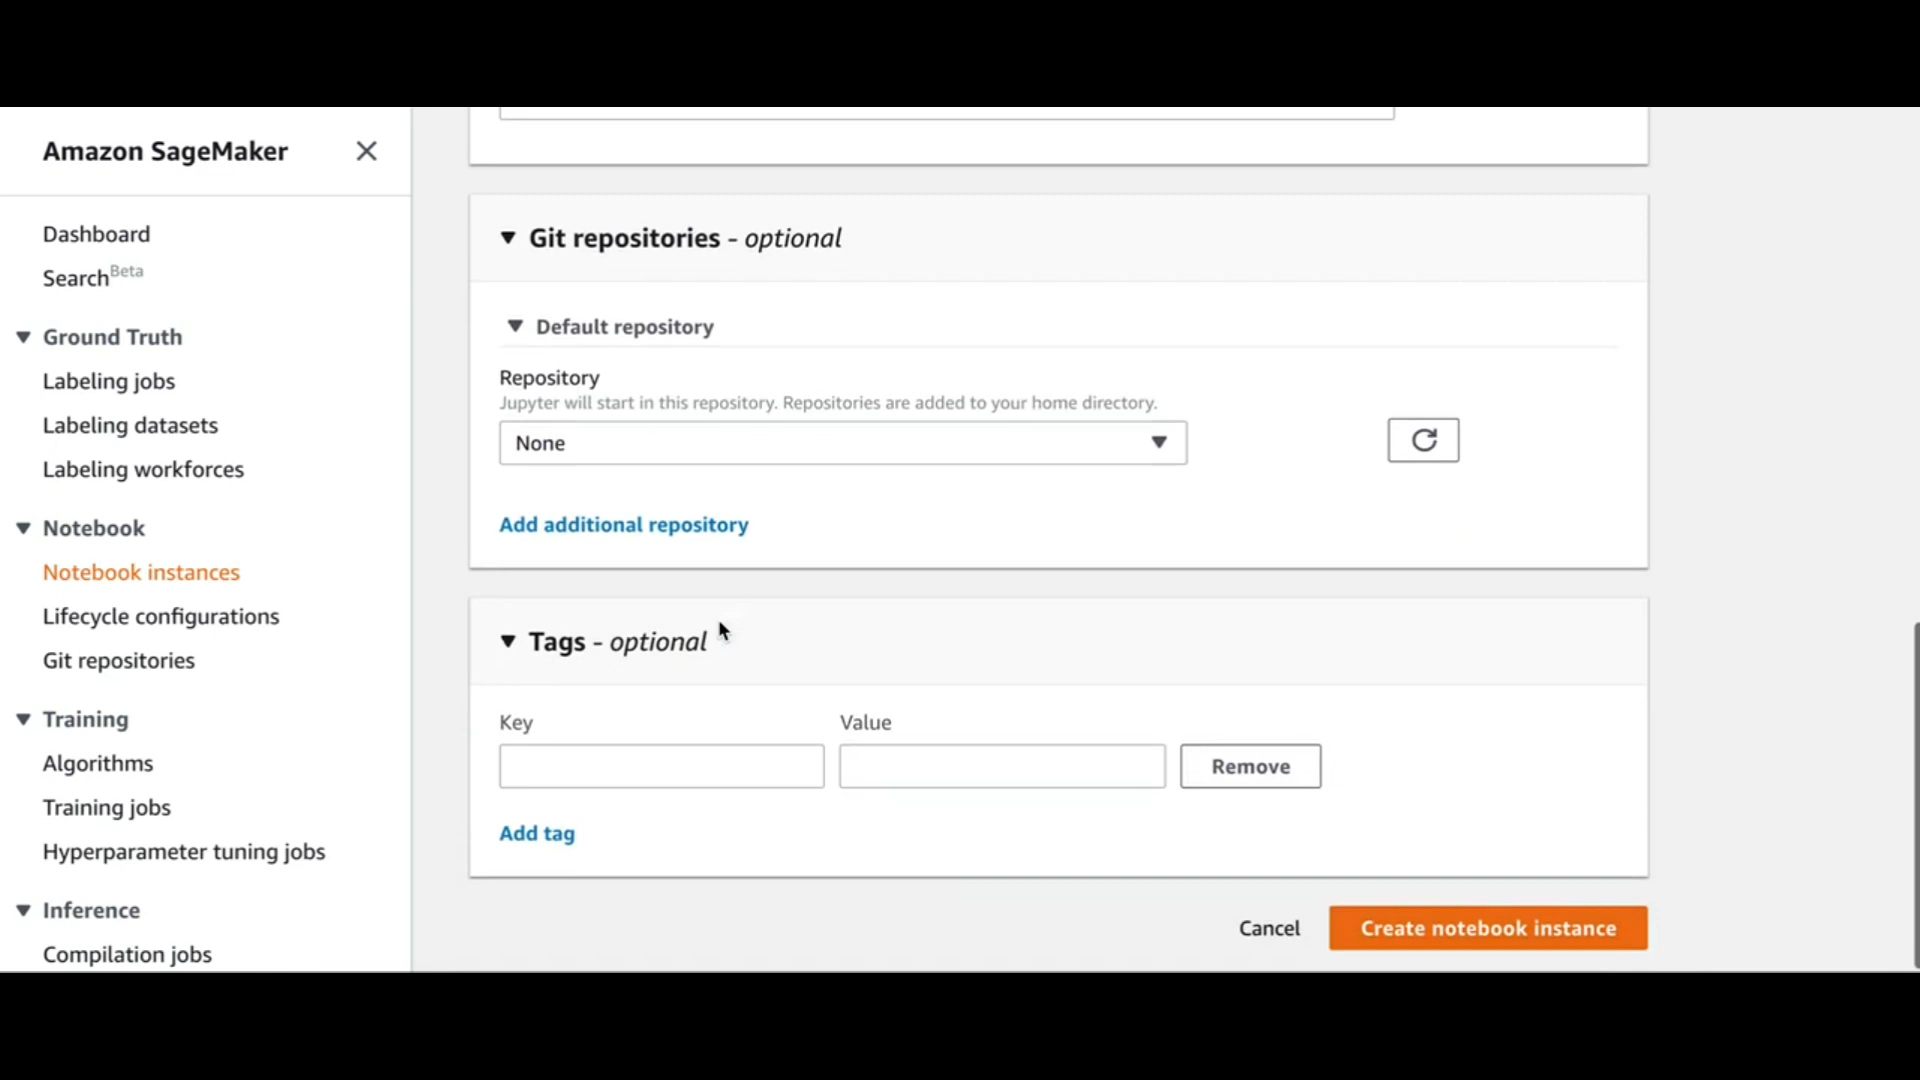 Amazon SageMaker
Dashboard
Search Beta
Ground Truth
Labeling jobs
Labeling datasets
Labeling workforces
Notebook
Notebook instances
Lifecycle configurations
Git repositories
Training
Algorithms
Training jobs
Hyperparameter tuning jobs
Inference
Compilation jobs
Git repositories - optional
Default repository
Repository
Jupyter will start in this repository. Repositories are added to your home directory.
None
Add additional repository
Tags - optional
Key Value
Remove
Add tag
Cancel Create notebook instance